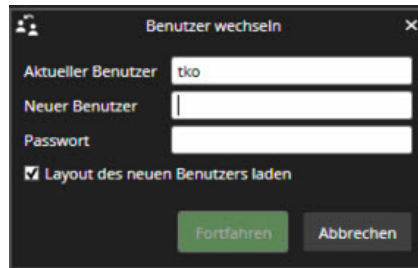 Benutzer wechseln
Aktueller Benutzer tko
Neuer Benutzer
Passwort
Layout des neuen Benutzers laden
Fortfahren Abbrechen